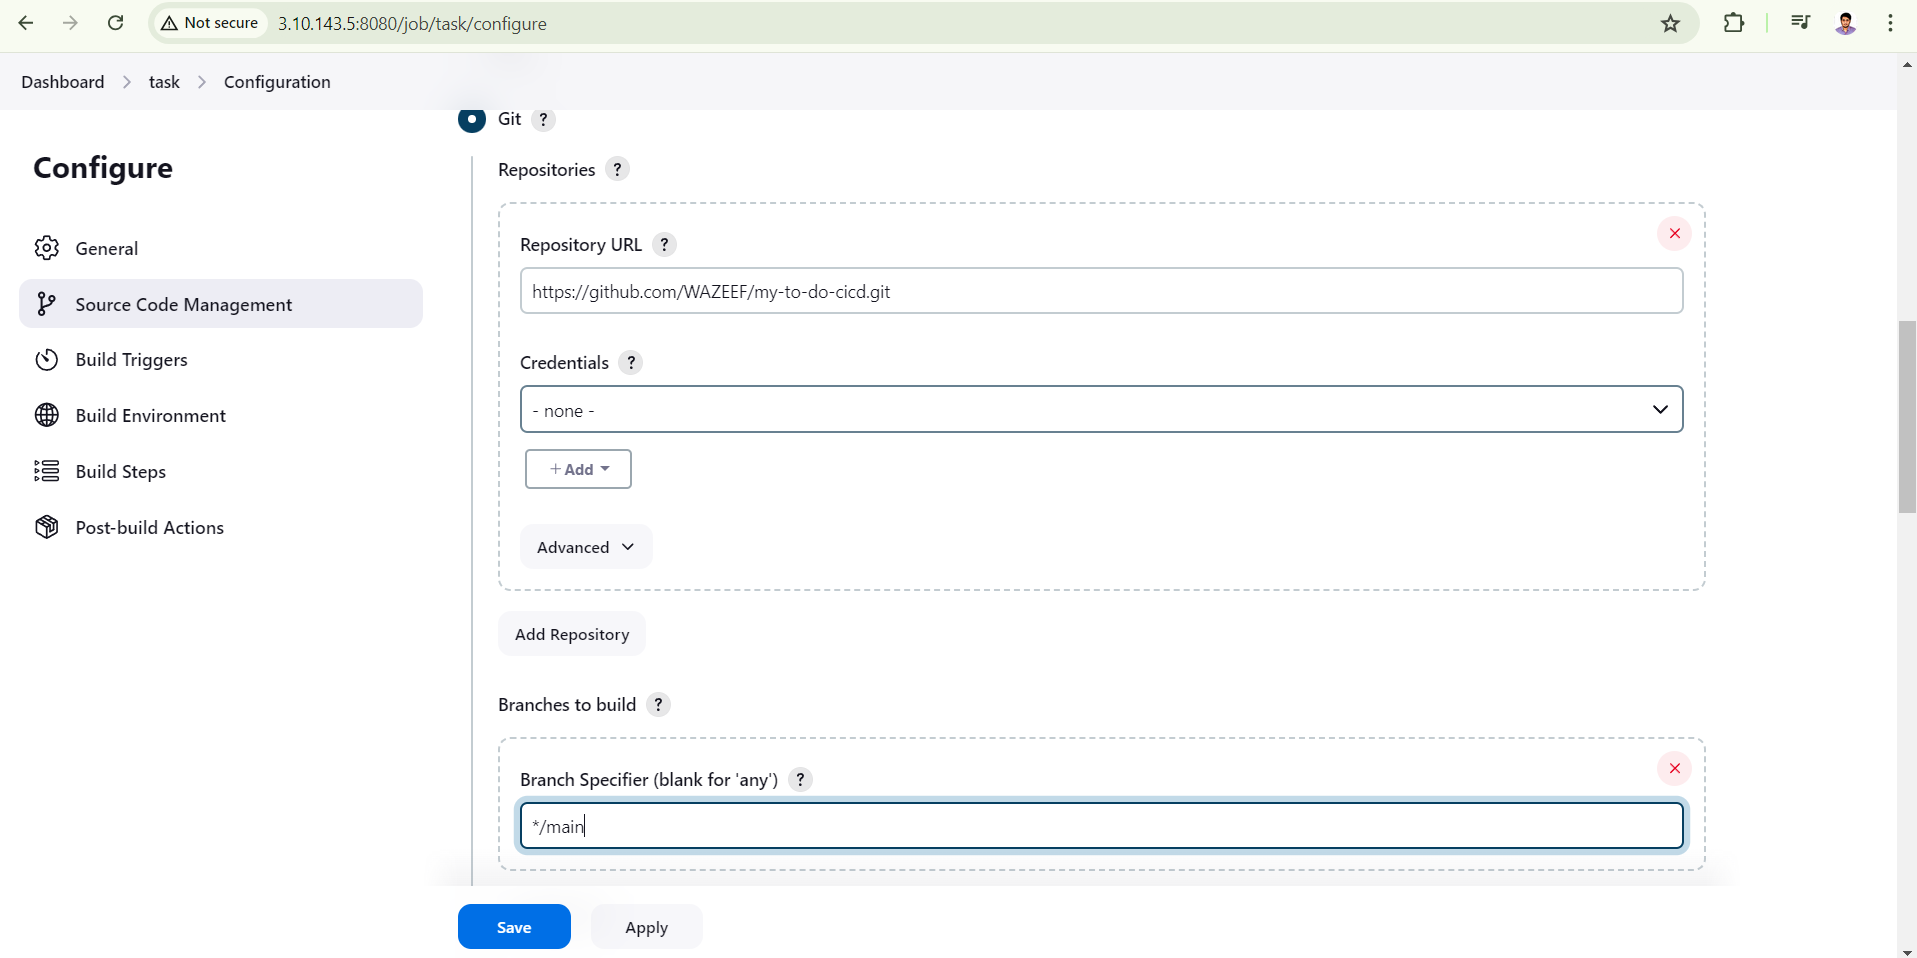 Not secure 3.10.143.5:8080/job/task/configure
Dashboard > task > Configuration
Git ?
Configure
Repositories ?
General
Repository URL ?
Source Code Management
https://github.com/WAZEEF/my-to-do-cicd.git
Build Triggers
Credentials ?
Build Environment
- none -
Build Steps
+ Add
Post-build Actions
Advanced
Add Repository
Branches to build ?
Branch Specifier (blank for 'any') ?
*/main
Save Apply